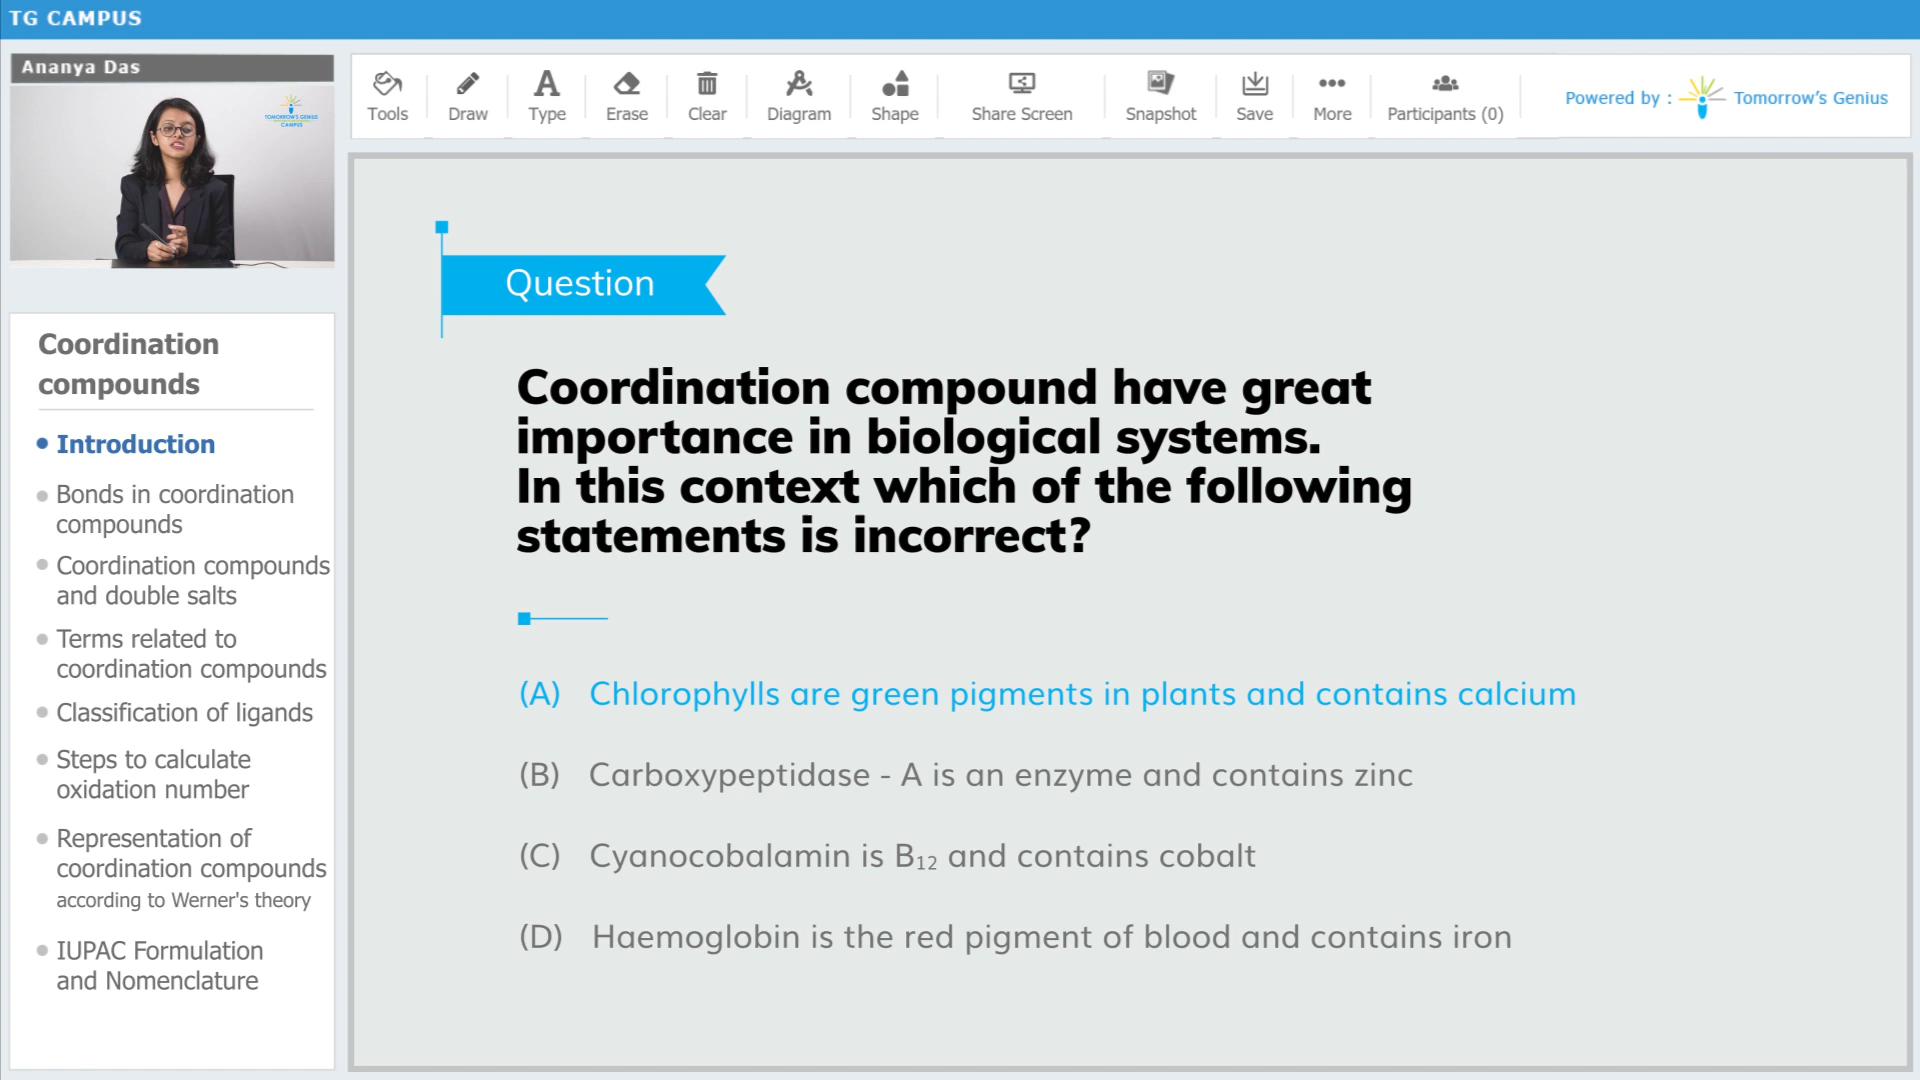 TG CAMPUS
Ananya Das
TOMORROW'S GENIUS
CAMPUS
Tools
Draw
Type
Erase
Clear
Diagram
Shape
Share Screen
Snapshot
Save
More
Participants (0)
Powered by :
Tomorrow's Genius
Coordination
compounds
Introduction
Bonds in coordination
compounds
Coordination compounds
and double salts
Terms related to
coordination compounds
Classification of ligands
Steps to calculate
oxidation number
Representation of
coordination compounds
according to Werner's theory
IUPAC Formulation
and Nomenclature
Question
Coordination compound have great
importance in biological systems.
In this context which of the following
statements is incorrect?
(A) Chlorophylls are green pigments in plants and contains calcium
(B) Carboxypeptidase - A is an enzyme and contains zinc
(C) Cyanocobalamin is B₁₂ and contains cobalt
(D) Haemoglobin is the red pigment of blood and contains iron